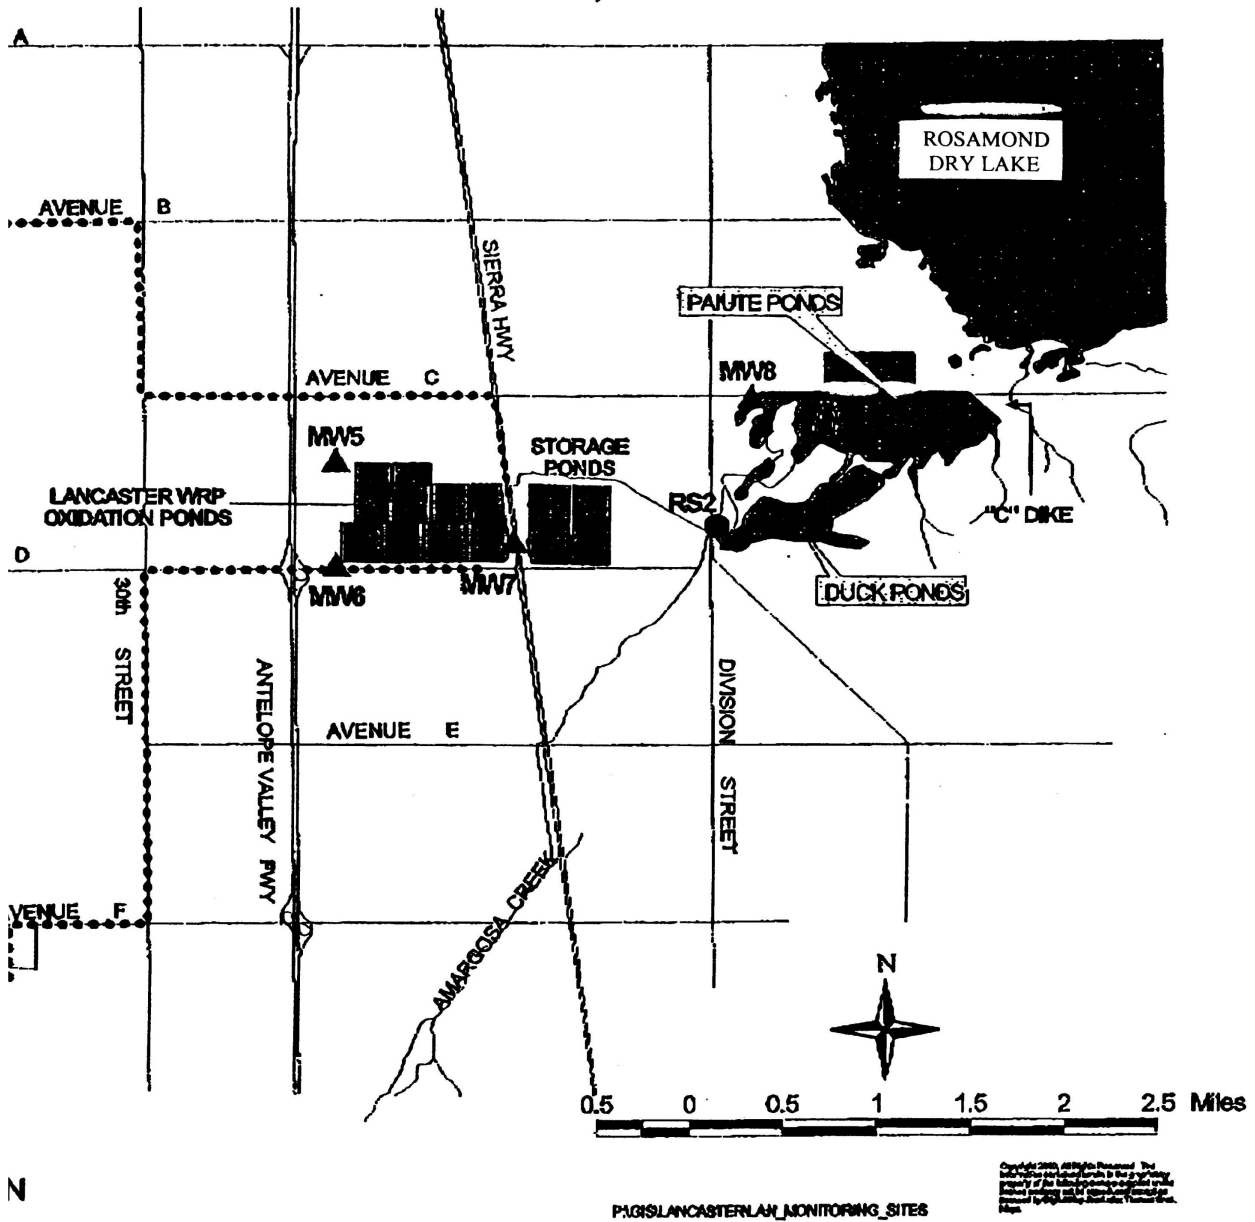 A
ROSAMOND
DRY LAKE
AVENUE B
SIERRA HWY
PAIUTE PONDS
MW8
AVENUE C
MW5
STORAGE
PONDS
LANCASTER WRP
OXIDATION PONDS
RS2
"C" DIKE
D
MW6
MW7
DUCK PONDS
30th STREET
ANTELOPE VALLEY FWY
DIVISION STREET
AVENUE E
VENUE F
AMARGOSA CREEK
N
0.5 0 0.5 1 1.5 2 2.5 Miles
N
P:\GIS\LANCASTER\LAN_MONITORING_SITES